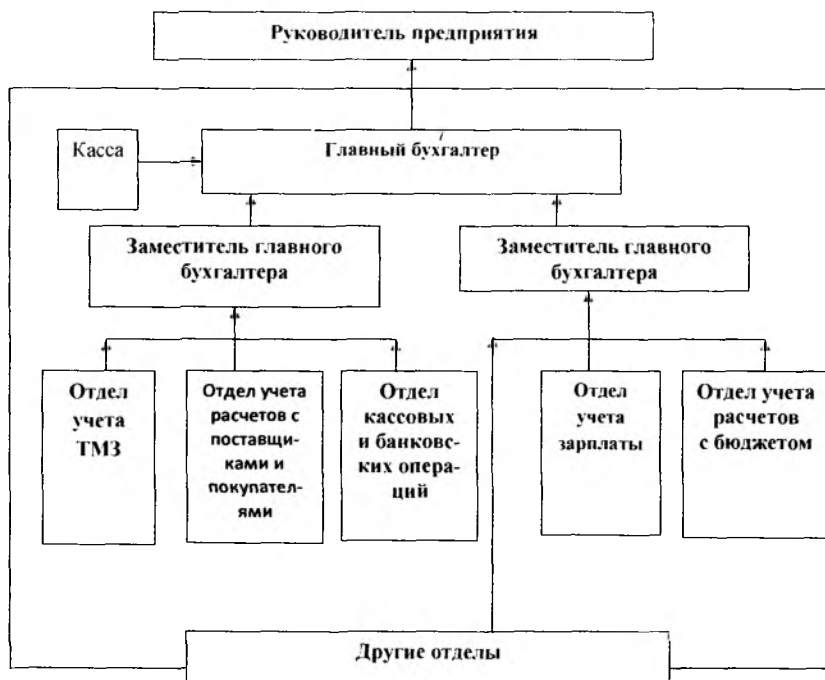 Руководитель предприятия
Касса
Главный бухгалтер
Заместитель главного
бухгалтера
Заместитель главного
бухгалтера
Отдел
учета
ТМЗ
Отдел учета
расчетов с
поставщи-
ками и
покупател-
ями
Отдел
кассовых
и банковс-
ких опера-
ций
Отдел
учета
зарплаты
Отдел учета
расчетов
с бюджетом
Другие отделы